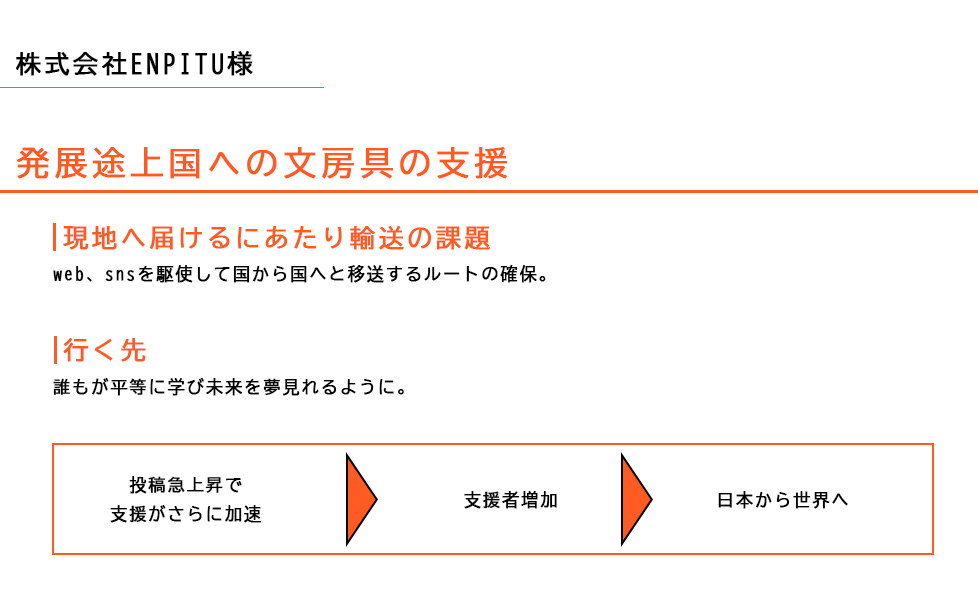 株式会社ENPITU様
発展途上国への文房具の支援
現地へ届けるにあたり輸送の課題
web、snsを駆使して国から国へと移送するルートの確保。
行く先
誰もが平等に学び未来を夢見れるように。
投稿急上昇で
支援がさらに加速
支援者増加
日本から世界へ